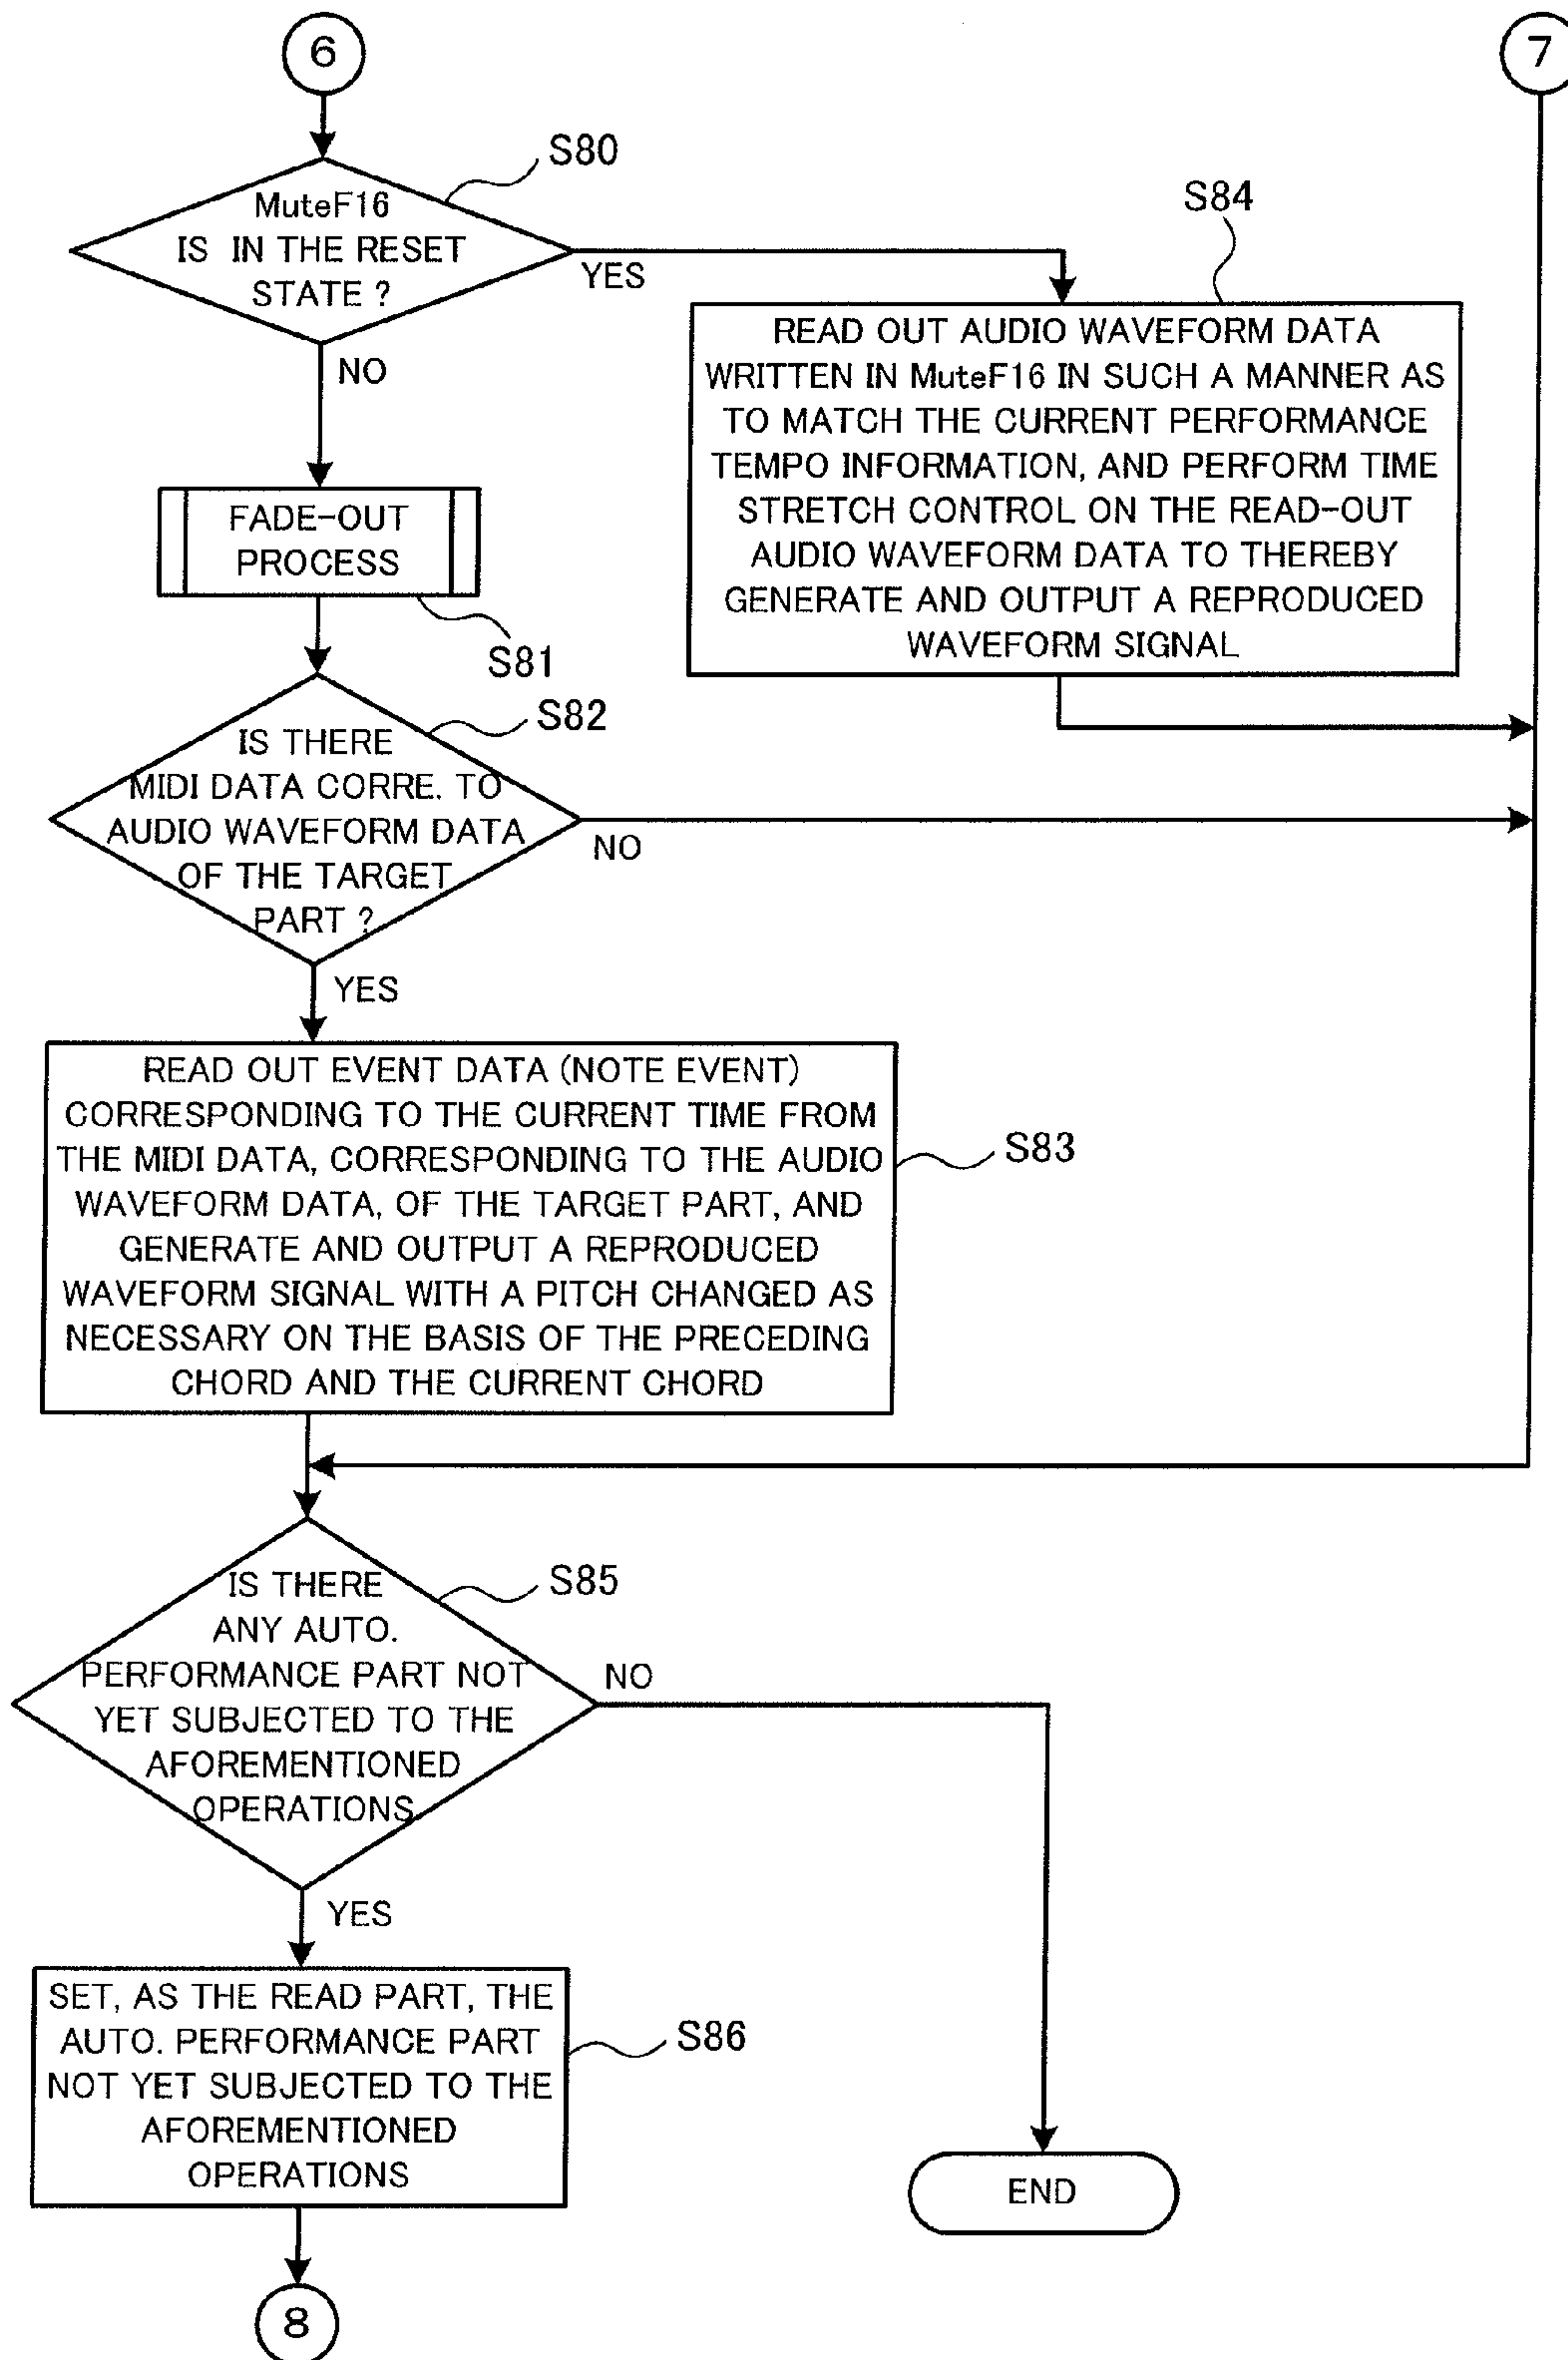 6
7
S80
MuteF16
IS IN THE RESET
STATE ?
YES
NO
S84
READ OUT AUDIO WAVEFORM DATA
WRITTEN IN MuteF16 IN SUCH A MANNER AS
TO MATCH THE CURRENT PERFORMANCE
TEMPO INFORMATION, AND PERFORM TIME
STRETCH CONTROL ON THE READ-OUT
AUDIO WAVEFORM DATA TO THEREBY
GENERATE AND OUTPUT A REPRODUCED
WAVEFORM SIGNAL
FADE-OUT
PROCESS
S81
S82
IS THERE
MIDI DATA CORRE. TO
AUDIO WAVEFORM DATA
OF THE TARGET
PART ?
NO
YES
READ OUT EVENT DATA (NOTE EVENT)
CORRESPONDING TO THE CURRENT TIME FROM
THE MIDI DATA, CORRESPONDING TO THE AUDIO
WAVEFORM DATA, OF THE TARGET PART, AND
GENERATE AND OUTPUT A REPRODUCED
WAVEFORM SIGNAL WITH A PITCH CHANGED AS
NECESSARY ON THE BASIS OF THE PRECEDING
CHORD AND THE CURRENT CHORD
S83
IS THERE
ANY AUTO.
PERFORMANCE PART NOT
YET SUBJECTED TO THE
AFOREMENTIONED
OPERATIONS
S85
NO
YES
SET, AS THE READ PART, THE
AUTO. PERFORMANCE PART
NOT YET SUBJECTED TO THE
AFOREMENTIONED
OPERATIONS
S86
END
8